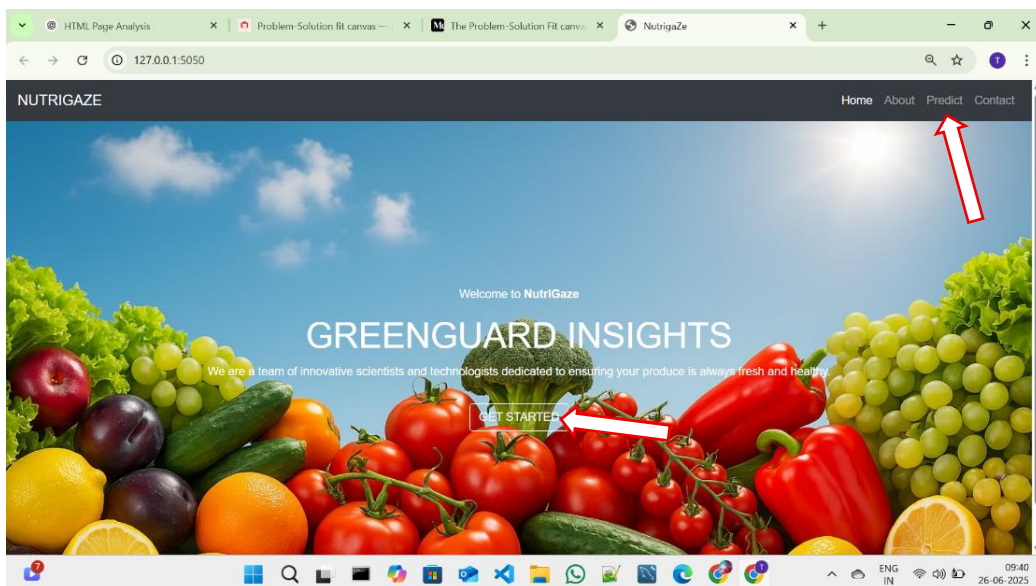 HTML Page Analysis
Problem-Solution fit canvas —
The Problem-Solution Fit canva
NutrigaZe
127.0.0.1:5050
T
NUTRIGAZE
Home About Predict Contact
Welcome to NutriGaze
GREENGUARD INSIGHTS
We are a team of innovative scientists and technologists dedicated to ensuring your produce is always fresh and healthy.
GET STARTED
7
ENG
IN
09:40
26-06-2025